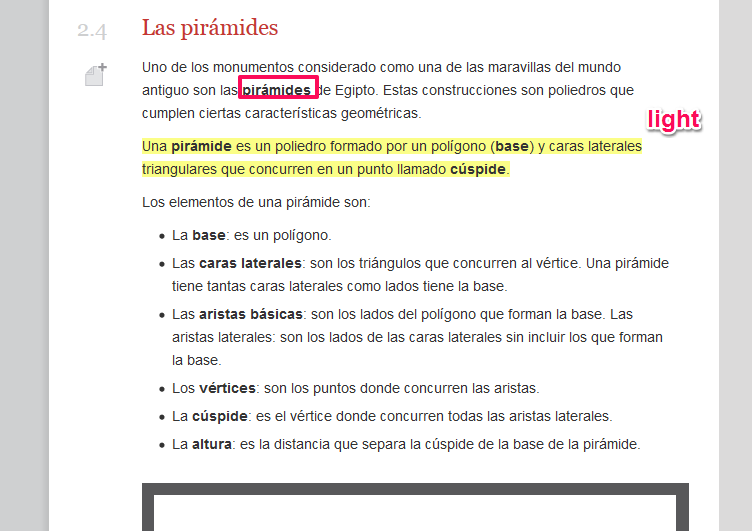 2.4 Las pirámides
Uno de los monumentos considerado como una de las maravillas del mundo
antiguo son las pirámides de Egipto. Estas construcciones son poliedros que
cumplen ciertas características geométricas.
light
Una pirámide es un poliedro formado por un polígono (base) y caras laterales
triangulares que concurren en un punto llamado cúspide.
Los elementos de una pirámide son:
• La base: es un polígono.
• Las caras laterales: son los triángulos que concurren al vértice. Una pirámide
tiene tantas caras laterales como lados tiene la base.
• Las aristas básicas: son los lados del polígono que forman la base. Las
aristas laterales: son los lados de las caras laterales sin incluir los que forman
la base.
• Los vértices: son los puntos donde concurren las aristas.
• La cúspide: es el vértice donde concurren todas las aristas laterales.
• La altura: es la distancia que separa la cúspide de la base de la pirámide.